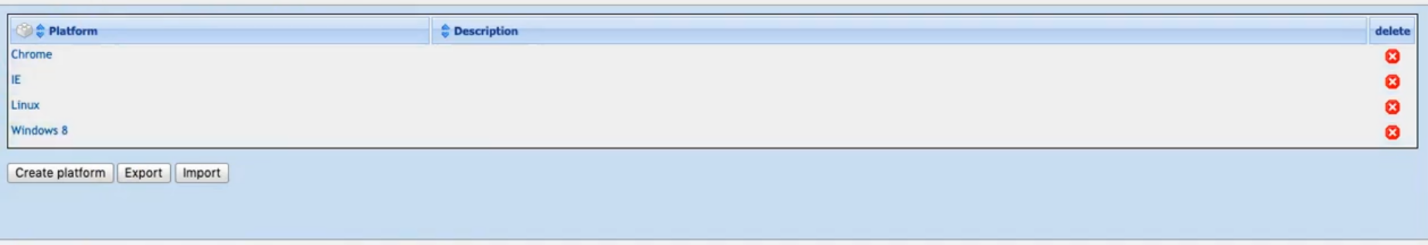 Platform Description delete
Chrome
IE
Linux
Windows 8
Create platform Export Import